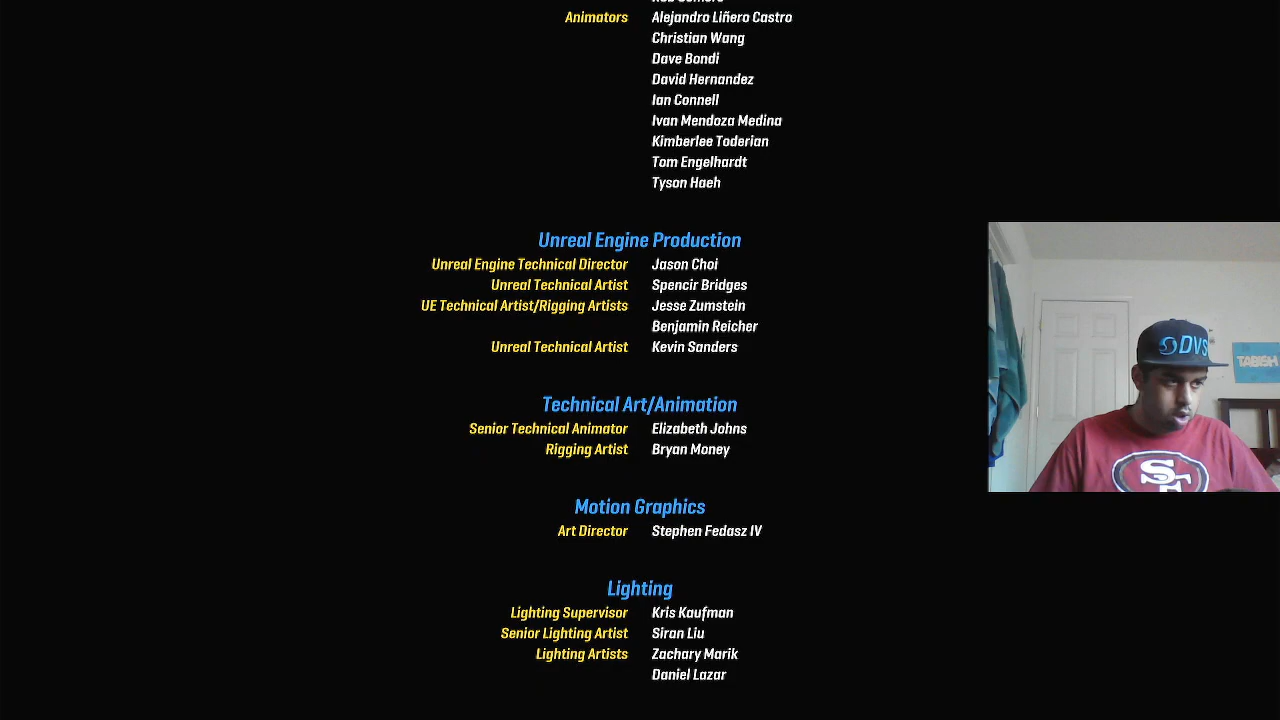 Animators Alejandro Liñero Castro
Christian Wang
Dave Bondi
David Hernandez
Ian Connell
Ivan Mendoza Medina
Kimberlee Toderian
Tom Engelhardt
Tyson Haeh
Unreal Engine Production
Unreal Engine Technical Director Jason Choi
Unreal Technical Artist Spencir Bridges
UE Technical Artist/Rigging Artists Jesse Zumstein
Benjamin Reicher
Unreal Technical Artist Kevin Sanders
Technical Art/Animation
Senior Technical Animator Elizabeth Johns
Rigging Artist Bryan Money
Motion Graphics
Art Director Stephen Fedasz IV
Lighting
Lighting Supervisor Kris Kaufman
Senior Lighting Artist Siran Liu
Lighting Artists Zachary Marik
Daniel Lazar
DVS
TABISH
SF